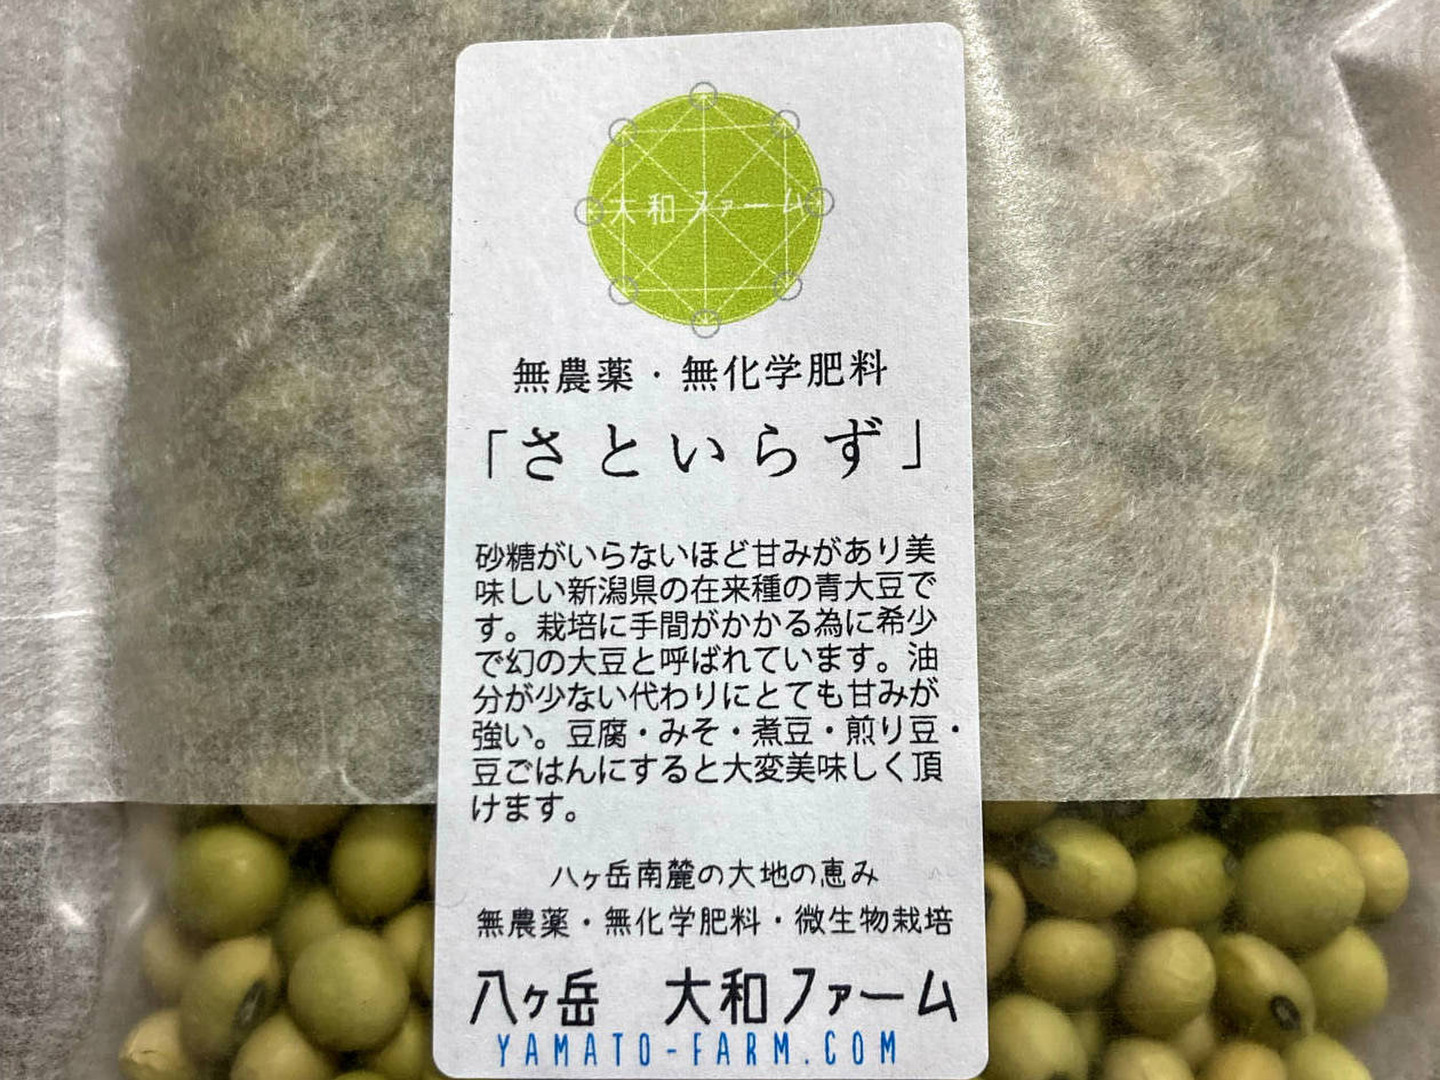 大和ファーム
無農薬・無化学肥料
「さといらず」
砂糖がいらないほど甘みがあり美
味しい新潟県の在来種の青大豆で
す。栽培に手間がかかる為に希少
で幻の大豆と呼ばれています。油
分が少ない代わりにとても甘みが
強い。豆腐・みそ・煮豆・煎り豆・
豆ごはんにすると大変美味しく頂
けます。
八ヶ岳南麓の大地の恵み
無農薬・無化学肥料・微生物栽培
八ヶ岳　大和ファーム
YAMATO-FARM.COM